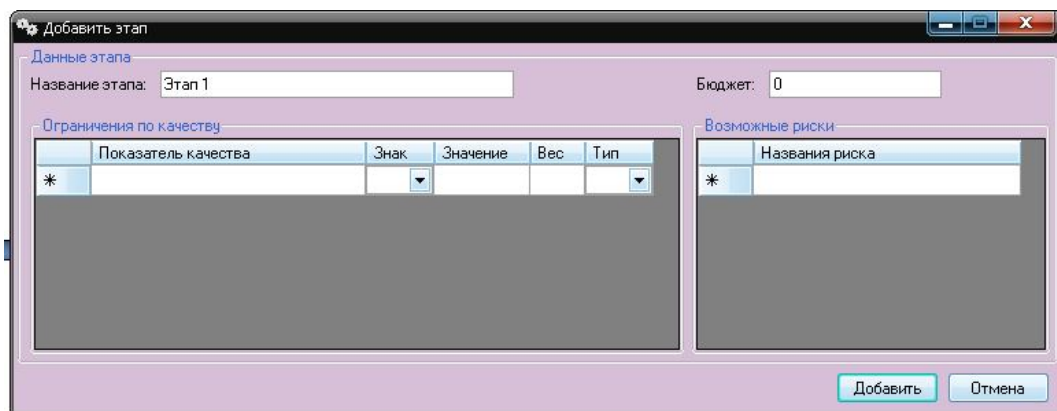 Добавить этап
Данные этапа
Название этапа: Этап 1 Бюджет: 0
Ограничения по качеству Возможные риски
Показатель качества Знак Значение Вес Тип Названия риска
Добавить Отмена